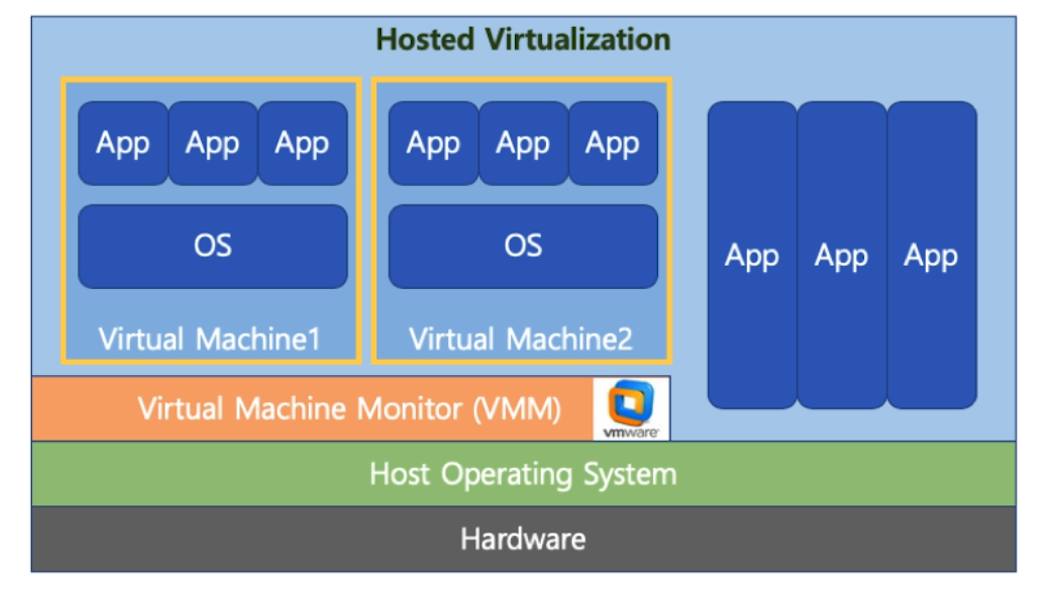 Hosted Virtualization
App App App
OS
Virtual Machine1
App App App
OS
Virtual Machine2
App App App
Virtual Machine Monitor (VMM)
vmware
Host Operating System
Hardware